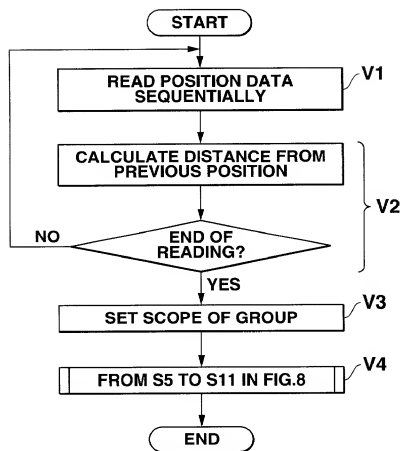 START
READ POSITION DATA
SEQUENTIALLY
V1
CALCULATE DISTANCE FROM
PREVIOUS POSITION
V2
NO
END OF
READING?
YES
SET SCOPE OF GROUP
V3
FROM S5 TO S11 IN FIG.8
V4
END